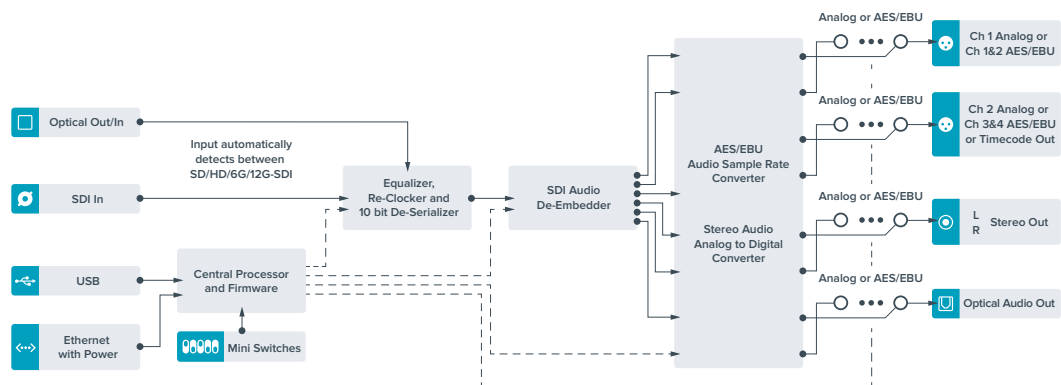 Analog or AES/EBU
Ch 1 Analog or
Ch 1&2 AES/EBU
Optical Out/In
Analog or AES/EBU
Ch 2 Analog or
Ch 3&4 AES/EBU
or Timecode Out
Input automatically
detects between
SD/HD/6G/12G-SDI
AES/EBU
Audio Sample Rate
Converter
SDI In
Equalizer,
Re-Clocker and
10 bit De-Serializer
SDI Audio
De-Embedder
Analog or AES/EBU
L
R
Stereo Out
Stereo Audio
Analog to Digital
Converter
USB
Central Processor
and Firmware
Analog or AES/EBU
Optical Audio Out
Ethernet
with Power
Mini Switches